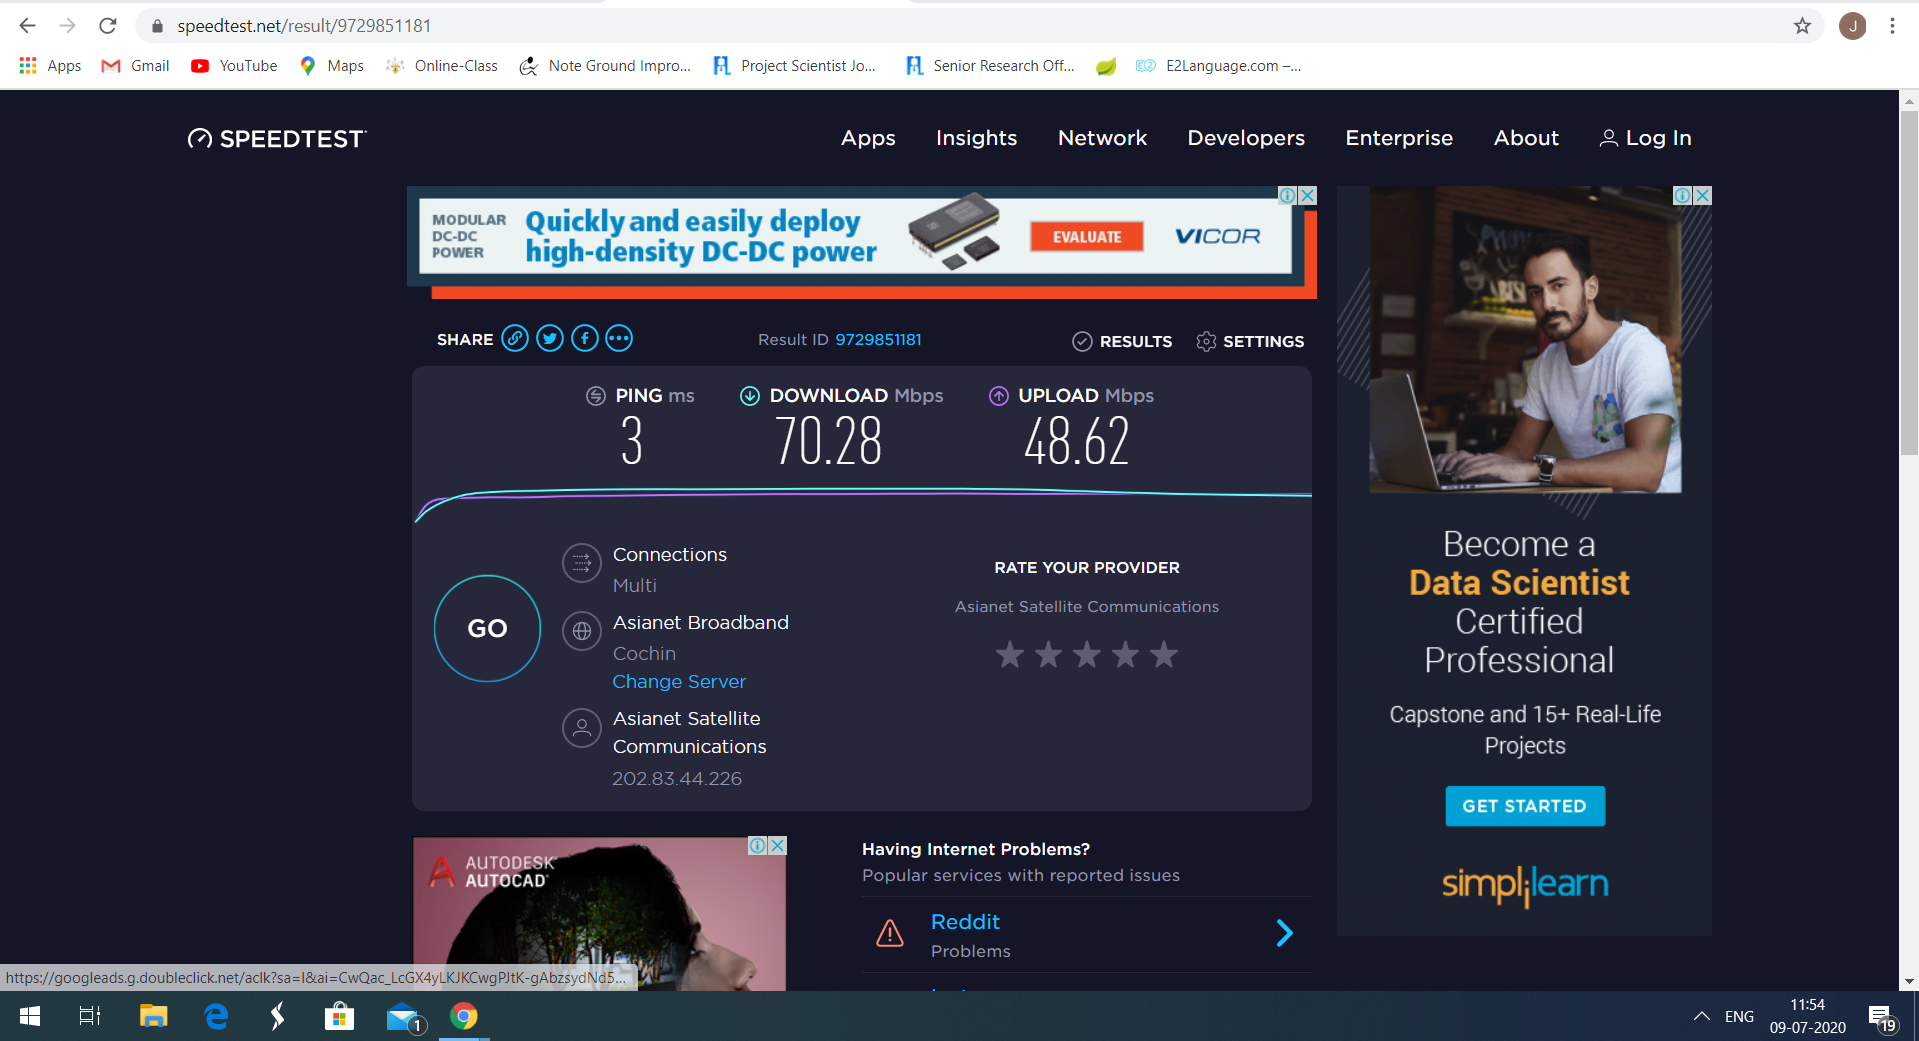 speedtest.net/result/9729851181
J
Apps Gmail YouTube Maps Online-Class Note Ground Impro... Project Scientist Jo... Senior Research Off... E2Language.com –...
SPEEDTEST
Apps Insights Network Developers Enterprise About Log In
MODULAR
DC-DC
POWER
Quickly and easily deploy
high-density DC-DC power
EVALUATE
VICOR
SHARE
Result ID 9729851181
RESULTS SETTINGS
PING ms DOWNLOAD Mbps UPLOAD Mbps
3 70.28 48.62
GO
Connections
Multi
Asianet Broadband
Cochin
Change Server
Asianet Satellite
Communications
202.83.44.226
RATE YOUR PROVIDER
Asianet Satellite Communications
Become a
Data Scientist
Certified
Professional
Capstone and 15+ Real-Life
Projects
GET STARTED
simplilearn
AUTODESK
AUTOCAD
Having Internet Problems?
Popular services with reported issues
Reddit
Problems
https://googleads.g.doubleclick.net/aclk?sa=l&ai=CwQac_LcGX4yLKJKCwgPJtK-gAbzsydNd5...
1
ENG
11:54
09-07-2020
19